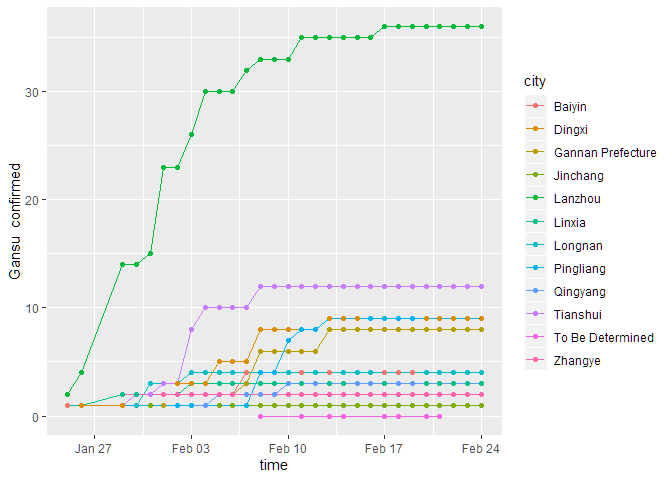 Gansu confirmed
30
20
10
0
Jan 27
Feb 03
Feb 10
Feb 17
Feb 24
time
city
Baiyin
Dingxi
Gannan Prefecture
Jinchang
Lanzhou
Linxia
Longnan
Pingliang
Qingyang
Tianshui
To Be Determined
Zhangye